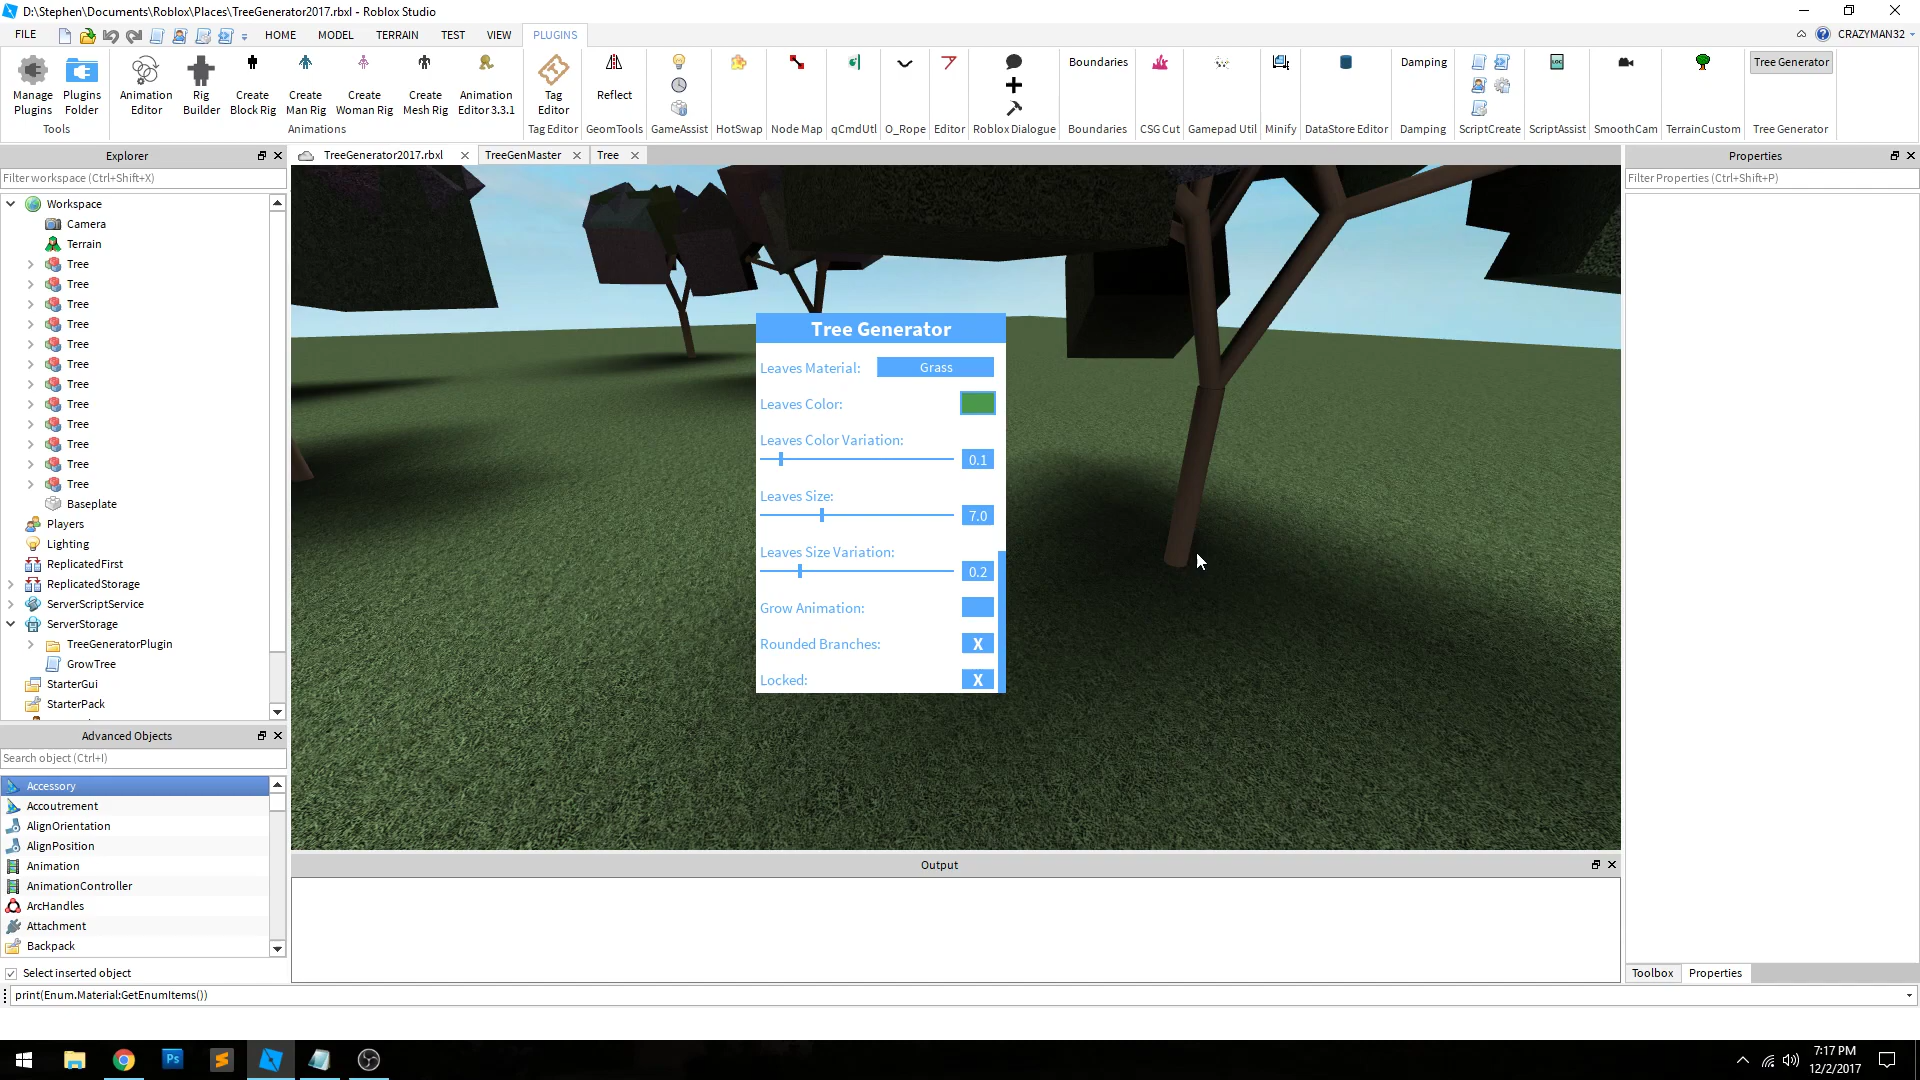 D:\Stephen\Documents\Roblox\Places\TreeGenerator2017.rbxl - Roblox Studio
FILE HOME MODEL TERRAIN TEST VIEW PLUGINS CRAZYMAN32
Manage Plugins
Plugins Folder
Tools
Animation Editor
Rig Builder
Create Block Rig
Create Man Rig
Create Woman Rig
Create Mesh Rig
Animation Editor 3.3.1
Animations
Tag Editor
Tag Editor
Reflect
GeomTools
GameAssist
HotSwap
Node Map
qCmdUtl
O_Rope
Editor
Roblox Dialogue
Boundaries
Boundaries
CSG Cut
Gamepad Util
Minify
DataStore Editor
Damping
Damping
ScriptCreate
LOC
ScriptAssist
SmoothCam
TerrainCustom
Tree Generator
Tree Generator
Explorer
Filter workspace (Ctrl+Shift+X)
Workspace
Camera
Terrain
Tree
Tree
Tree
Tree
Tree
Tree
Tree
Tree
Tree
Tree
Tree
Tree
Baseplate
Players
Lighting
ReplicatedFirst
ReplicatedStorage
ServerScriptService
ServerStorage
TreeGeneratorPlugin
GrowTree
StarterGui
StarterPack
Advanced Objects
Search object (Ctrl+I)
Accessory
Accoutrement
AlignOrientation
AlignPosition
Animation
AnimationController
ArcHandles
Attachment
Backpack
Select inserted object
TreeGenerator2017.rbxl TreeGenMaster Tree
Tree Generator
Leaves Material: Grass
Leaves Color:
Leaves Color Variation:
0.1
Leaves Size:
7.0
Leaves Size Variation:
0.2
Grow Animation:
Rounded Branches: X
Locked: X
Output
Properties
Filter Properties (Ctrl+Shift+P)
Toolbox Properties
print(Enum.Material:GetEnumItems())
Ps
7:17 PM
12/2/2017